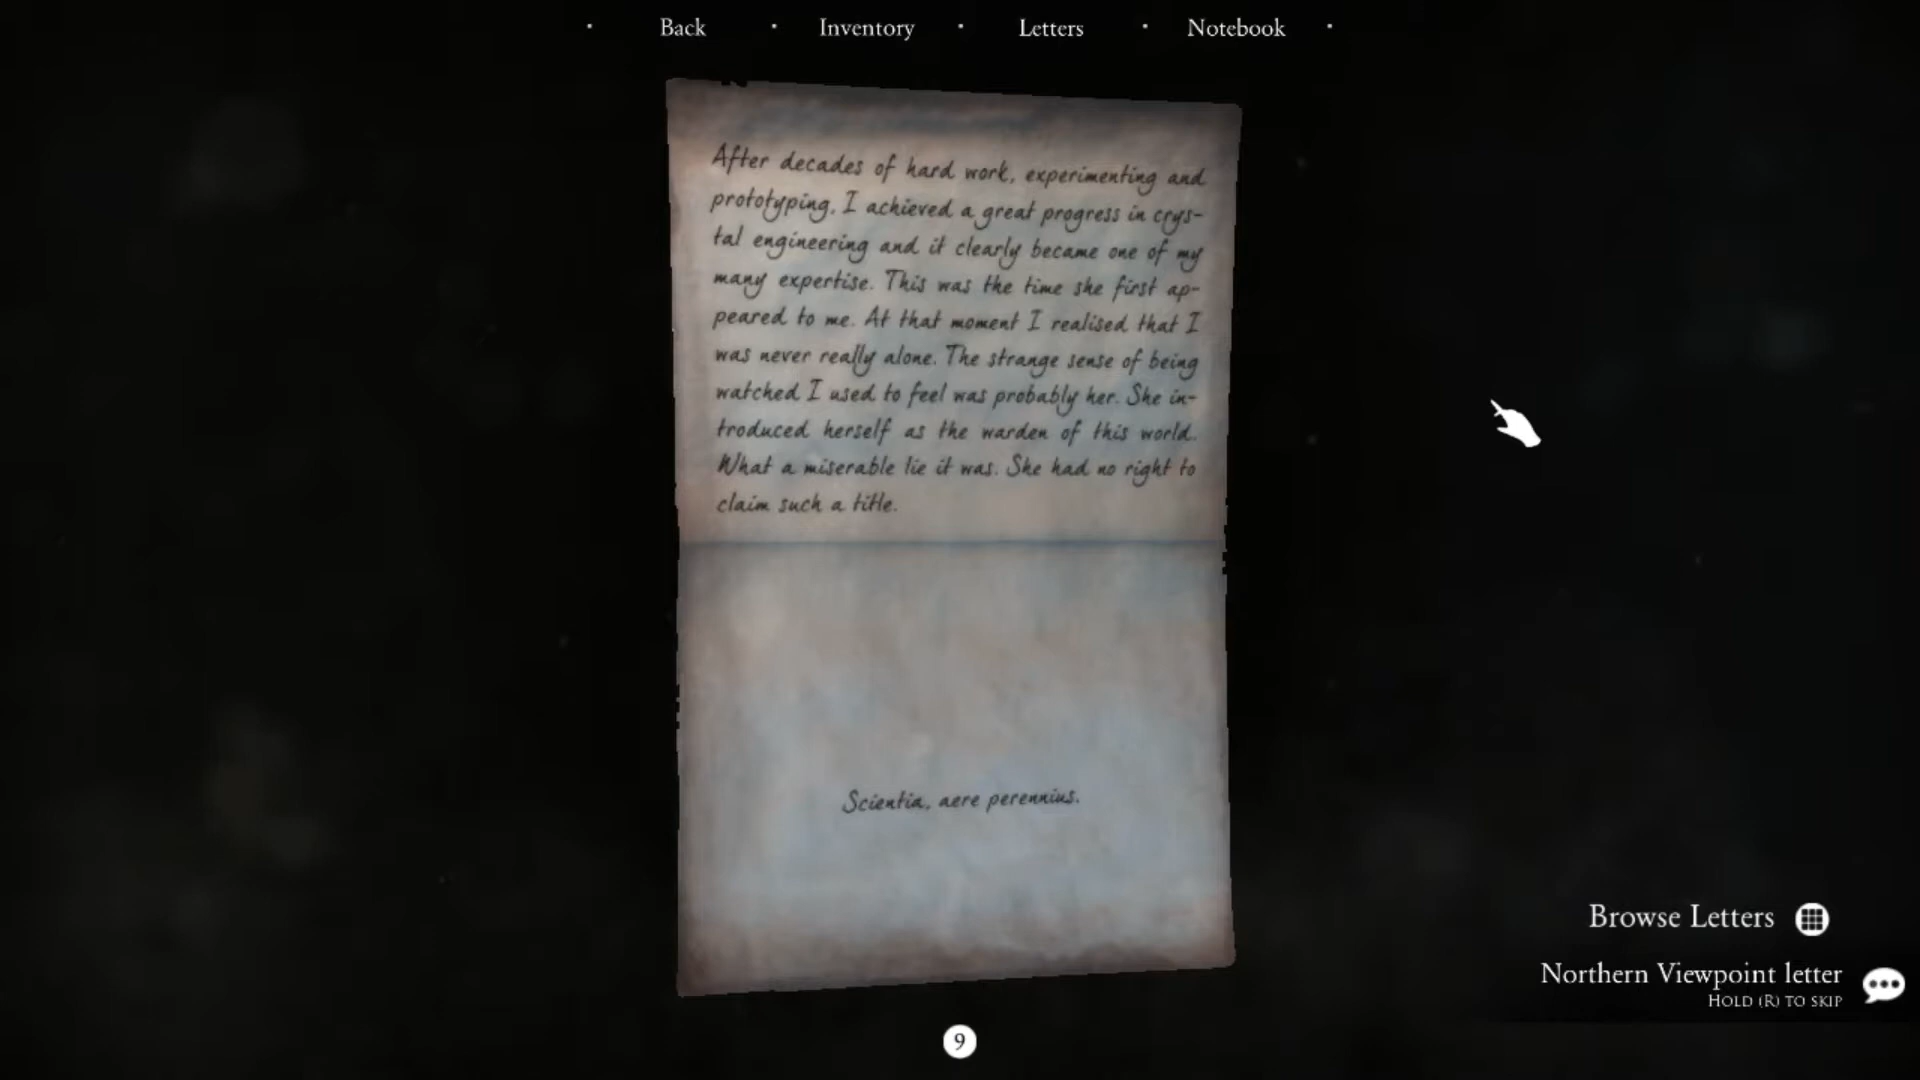 Back
Inventory
Letters
Notebook
After decades of hard work, experimenting and
prototyping, I achieved a great progress in crys-
tal engineering and it clearly became one of my
many expertise. This was the time she first ap-
peared to me. At that moment I realised that I
was never really alone. The strange sense of being
watched I used to feel was probably her. She in-
troduced herself as the warden of this world.
What a miserable lie it was. She had no right to
claim such a title.
Scientia, aere perennius.
Browse Letters
Northern Viewpoint letter
HOLD (R) TO SKIP
9